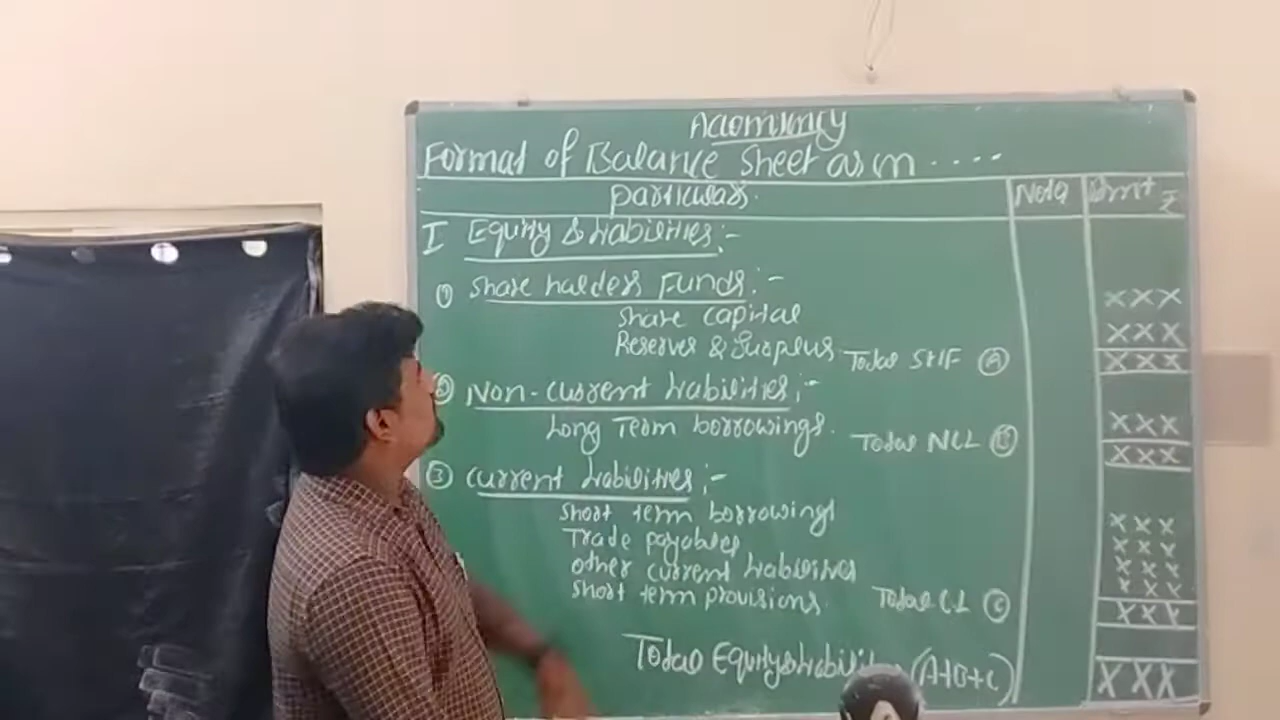 Accountancy
Format of Balance Sheet as on ....
Particulars. Note Amt ₹
I Equity & Liabilities:-
① Share holders Funds:-
XXX
Share capital
XXX
Reserves & Surplus Total SHF Ⓐ XXX
② Non-Current Liabilities:-
Long Term borrowings. XXX
Total NCL Ⓑ XXX
③ Current Liabilities:-
Short term borrowings XXX
Trade payables XXX
Other current liabilities XXX
Short term provisions. XXX
Total CL Ⓒ XXX
Total Equity & Liabili (A+B+C) XXX